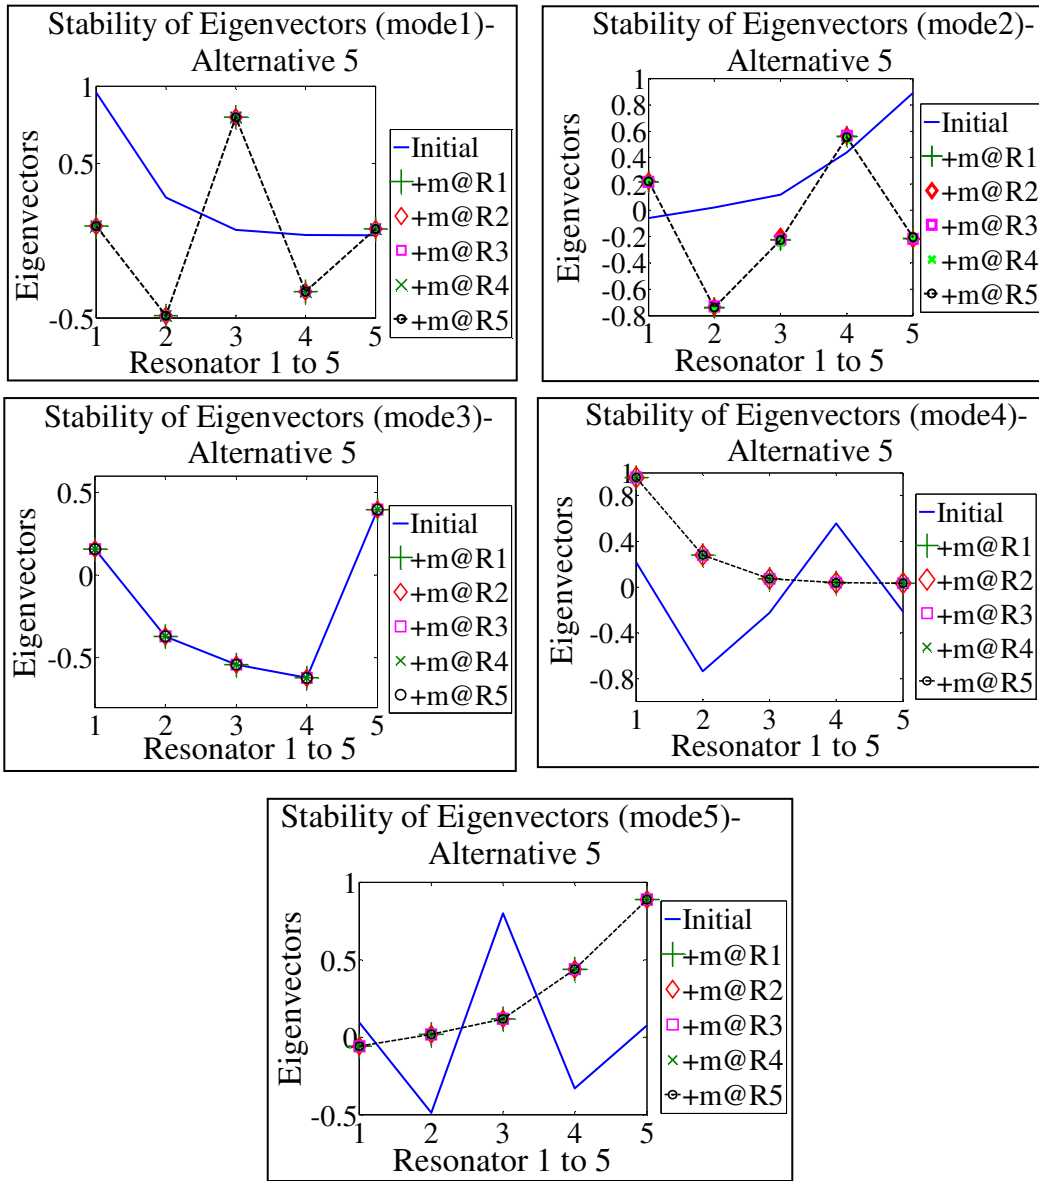 Stability of Eigenvectors (mode1)-
Alternative 5
1
0.5
-0.5
Eigenvectors
1 2 3 4 5
Resonator 1 to 5
Initial
+m@R1
+m@R2
+m@R3
+m@R4
+m@R5
Stability of Eigenvectors (mode2)-
Alternative 5
1
0.8
0.6
0.4
0.2
0
-0.2
-0.4
-0.6
-0.8
Eigenvectors
1 2 3 4 5
Resonator 1 to 5
Initial
+m@R1
+m@R2
+m@R3
+m@R4
+m@R5
Stability of Eigenvectors (mode3)-
Alternative 5
0.5
0
-0.5
Eigenvectors
1 2 3 4 5
Resonator 1 to 5
Initial
+m@R1
+m@R2
+m@R3
+m@R4
+m@R5
Stability of Eigenvectors (mode4)-
Alternative 5
1
0.8
0.4
0
-0.4
-0.8
Eigenvectors
1 2 3 4 5
Resonator 1 to 5
Initial
+m@R1
+m@R2
+m@R3
+m@R4
+m@R5
Stability of Eigenvectors (mode5)-
Alternative 5
1
0.5
0
-0.5
Eigenvectors
1 2 3 4 5
Resonator 1 to 5
Initial
+m@R1
+m@R2
+m@R3
+m@R4
+m@R5